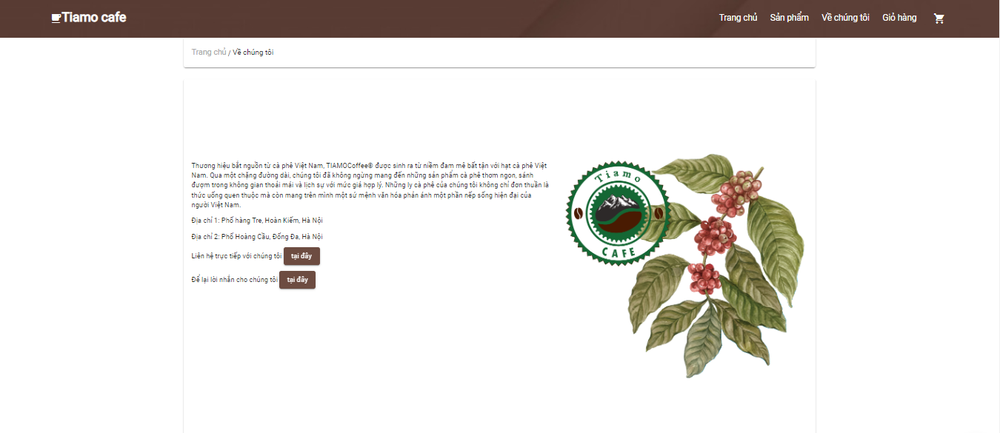 Tiamo cafe
Trang chủ Sản phẩm Về chúng tôi Giỏ hàng
Trang chủ / Về chúng tôi
Thương hiệu bắt nguồn từ cà phê Việt Nam, TIAMOCoffee® được sinh ra từ niềm đam mê bất tận với hạt cà phê Việt
Nam. Qua một chặng đường dài, chúng tôi đã không ngừng mang đến những sản phẩm cà phê thơm ngon, sánh
đượm trong không gian thoải mái và lịch sự với mức giá hợp lý. Những ly cà phê của chúng tôi không chỉ đơn thuần là
thức uống quen thuộc mà còn mang trên mình một sứ mệnh văn hóa phản ánh một phần nếp sống hiện đại của
người Việt Nam.
Địa chỉ 1: Phố hàng Tre, Hoàn Kiếm, Hà Nội
Địa chỉ 2: Phố Hoàng Cầu, Đống Đa, Hà Nội
Liên hệ trực tiếp với chúng tôi tại đây
Để lại lời nhắn cho chúng tôi tại đây
Tiamo
CAFE